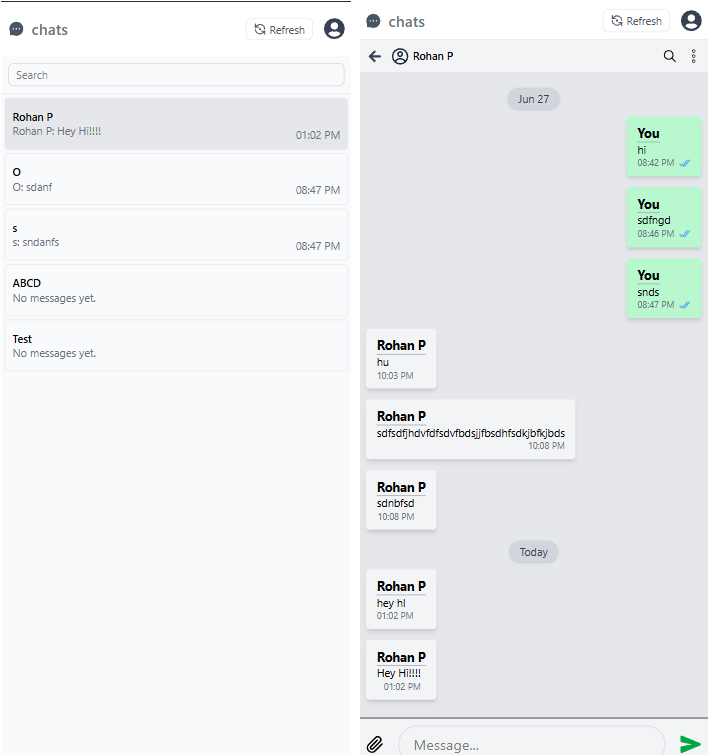 chats
Refresh
Search
Rohan P
Rohan P: Hey Hi!!!!
01:02 PM
O
O: sdanf
08:47 PM
s
s: sndanfs
08:47 PM
ABCD
No messages yet.
Test
No messages yet.
chats
Refresh
Rohan P
Jun 27
You
hi
08:42 PM
You
sdfngd
08:46 PM
You
snds
08:47 PM
Rohan P
hu
10:03 PM
Rohan P
sdfsdfjhdvfdfsdvfbdsjjfbsdhfsdkjbfkjbds
10:08 PM
Rohan P
sdnbfsd
10:08 PM
Today
Rohan P
hey hI
01:02 PM
Rohan P
Hey Hi!!!!
01:02 PM
Message...